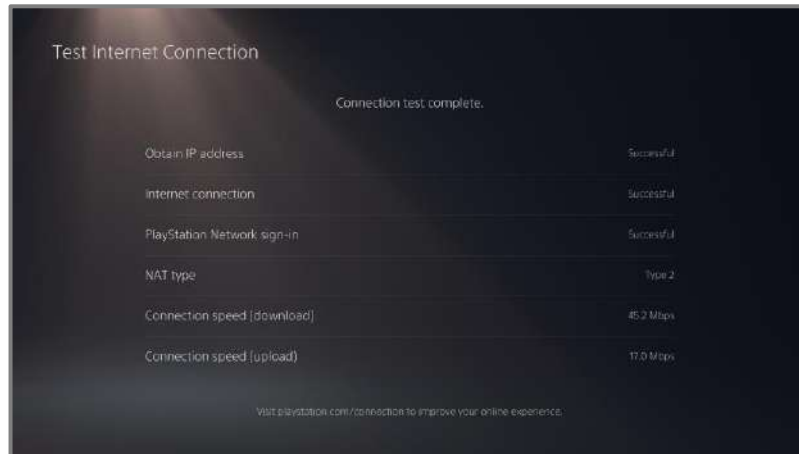 Test Internet Connection
Connection test complete.
Obtain IP address Successful
Internet connection Successful
PlayStation Network sign-in Successful
NAT type Type 2
Connection speed (download) 45.2 Mbps
Connection speed (upload) 17.0 Mbps
Visit playstation.com/connection to improve your online experience.